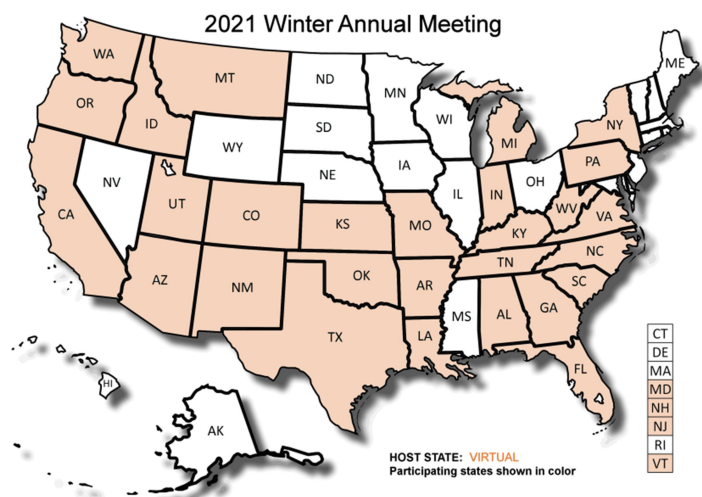 2021 Winter Annual Meeting
WA
MT
ND
MN
ME
OR
ID
SD
WI
NY
WY
MI
IA
PA
NV
NE
IL
IN
OH
UT
CO
WV
VA
CA
KS
MO
KY
NC
TN
AZ
NM
OK
AR
SC
MS
AL
GA
TX
LA
FL
HI
AK
CT
DE
MA
MD
NH
NJ
RI
VT
HOST STATE: VIRTUAL
Participating states shown in color